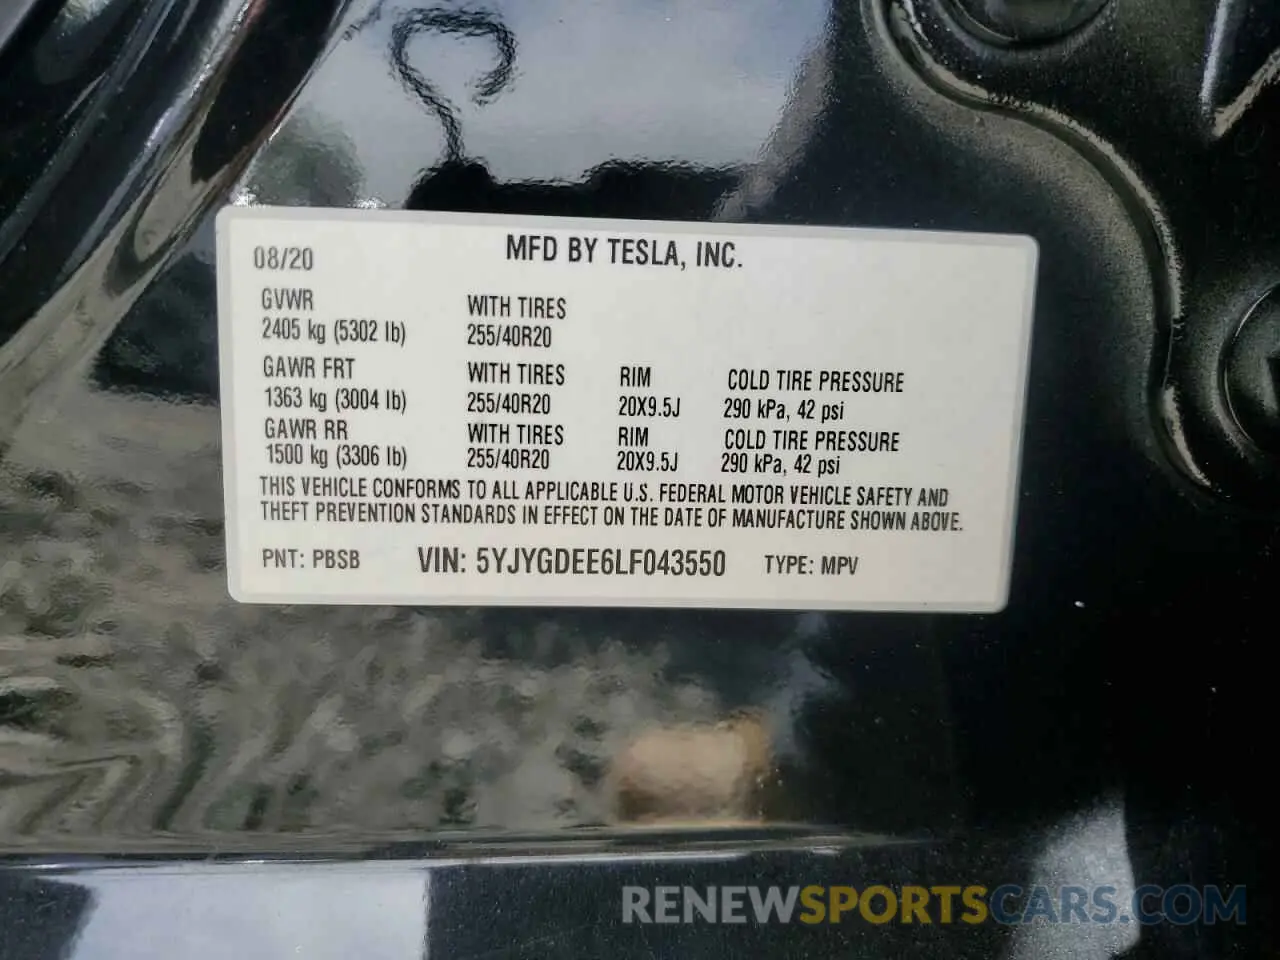 08/20 MFD BY TESLA, INC.
GVWR WITH TIRES
2405 kg (5302 lb) 255/40R20
GAWR FRT WITH TIRES RIM COLD TIRE PRESSURE
1363 kg (3004 lb) 255/40R20 20X9.5J 290 kPa, 42 psi
GAWR RR WITH TIRES RIM COLD TIRE PRESSURE
1500 kg (3306 lb) 255/40R20 20X9.5J 290 kPa, 42 psi
THIS VEHICLE CONFORMS TO ALL APPLICABLE U.S. FEDERAL MOTOR VEHICLE SAFETY AND
THEFT PREVENTION STANDARDS IN EFFECT ON THE DATE OF MANUFACTURE SHOWN ABOVE.
PNT: PBSB VIN: 5YJYGDEE6LF043550 TYPE: MPV
RENEWSPORTSCARS.COM